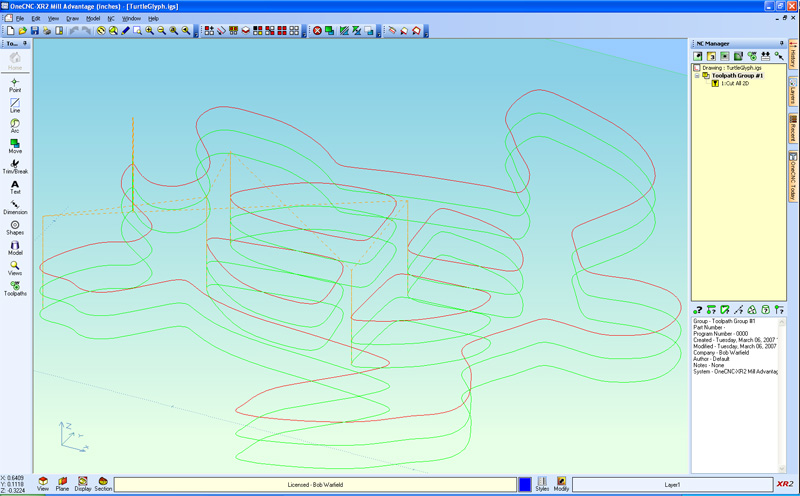 OneCNC XR2 Mill Advantage (Inches) - [TurtleGlyph.igs]
File Edit View Draw Model NC Window Help
To...
Home
Point
Line
Arc
Move
Trim/Break
Text
Dimension
Shapes
Model
Views
Toolpaths
Z
Y
X
NC Manager
Drawing : TurtleGlyph.igs
Toolpath Group #1
1:Cut All 2D
Group - Toolpath Group #1
Part Number -
Program Number - 0000
Created - Tuesday, March 06, 2007
Modified - Tuesday, March 06, 2007
Company - Bob Warfield
Author - Default
Notes - None
System - OneCNC-XR2 Mill Advantag
History
Layers
Recent
OneCNC Today
X: 0.6409
Y: 0.1118
Z: -0.3224
View Plane Display Section
Licensed - Bob Warfield
Styles Modify
Layer1
XR2